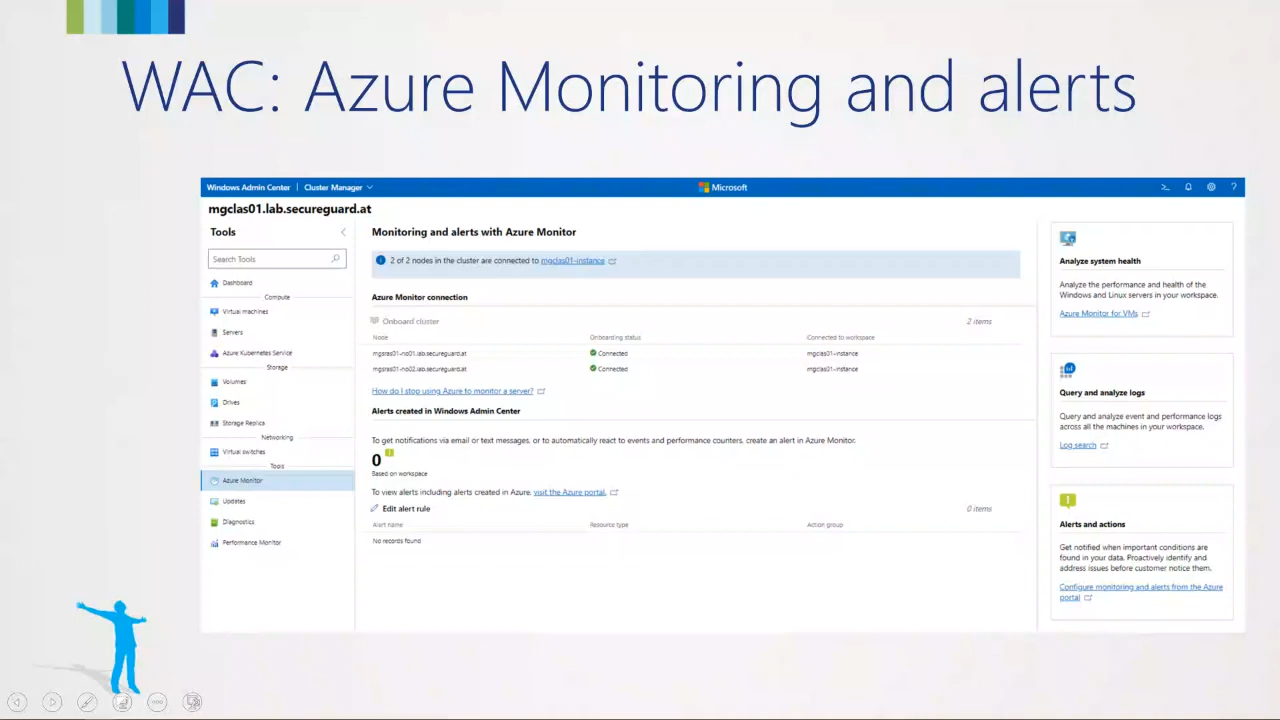 WAC: Azure Monitoring and alerts
Windows Admin Center | Cluster Manager
Microsoft
mgclas01.lab.secureguard.at
Tools
Search Tools
Dashboard
Compute
Virtual machines
Servers
Azure Kubernetes Service
Storage
Volumes
Drives
Storage Replica
Networking
Virtual switches
Tools
Azure Monitor
Updates
Diagnostics
Performance Monitor
Monitoring and alerts with Azure Monitor
2 of 2 nodes in the cluster are connected to mgclas01-instance
Azure Monitor connection
Onboard cluster
2 items
Node Onboarding status Connected to workspace
mgsras01-no01.lab.secureguard.at Connected mgclas01-instance
mgsras01-no02.lab.secureguard.at Connected mgclas01-instance
How do I stop using Azure to monitor a server?
Alerts created in Windows Admin Center
To get notifications via email or text messages, or to automatically react to events and performance counters, create an alert in Azure Monitor.
0
Based on workspace
To view alerts including alerts created in Azure, visit the Azure portal.
Edit alert rule
0 items
Alert name Resource type Action group
No records found
Analyze system health
Analyze the performance and health of the
Windows and Linux servers in your workspace.
Azure Monitor for VMs
Query and analyze logs
Query and analyze event and performance logs
across all the machines in your workspace.
Log search
Alerts and actions
Get notified when important conditions are
found in your data. Proactively identify and
address issues before customer notice them.
Configure monitoring and alerts from the Azure
portal